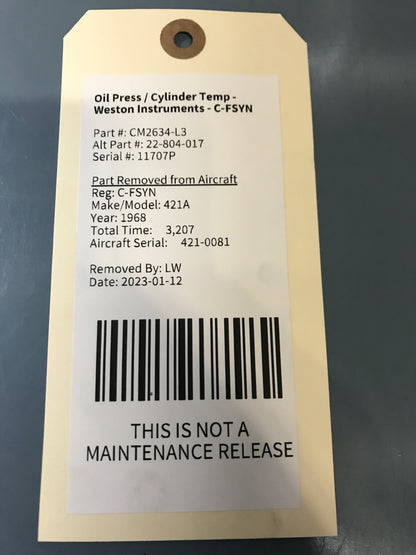 Oil Press / Cylinder Temp -
Weston Instruments - C-FSYN
Part #: CM2634-L3
Alt Part #: 22-804-017
Serial #: 11707P
Part Removed from Aircraft
Reg: C-FSYN
Make/Model: 421A
Year: 1968
Total Time: 3,207
Aircraft Serial: 421-0081
Removed By: LW
Date: 2023-01-12
THIS IS NOT A
MAINTENANCE RELEASE